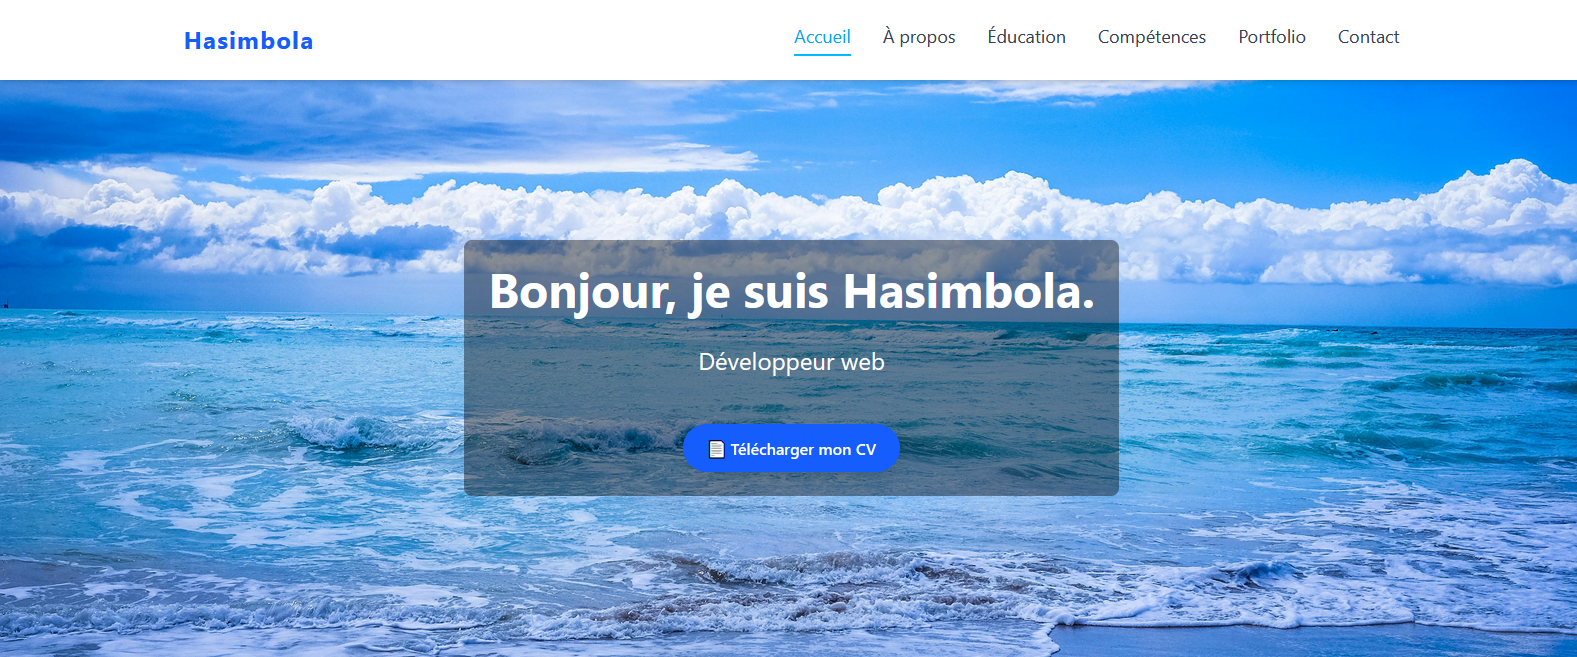 Hasimbola
Accueil À propos Éducation Compétences Portfolio Contact
Bonjour, je suis Hasimbola.
Développeur web
Télécharger mon CV